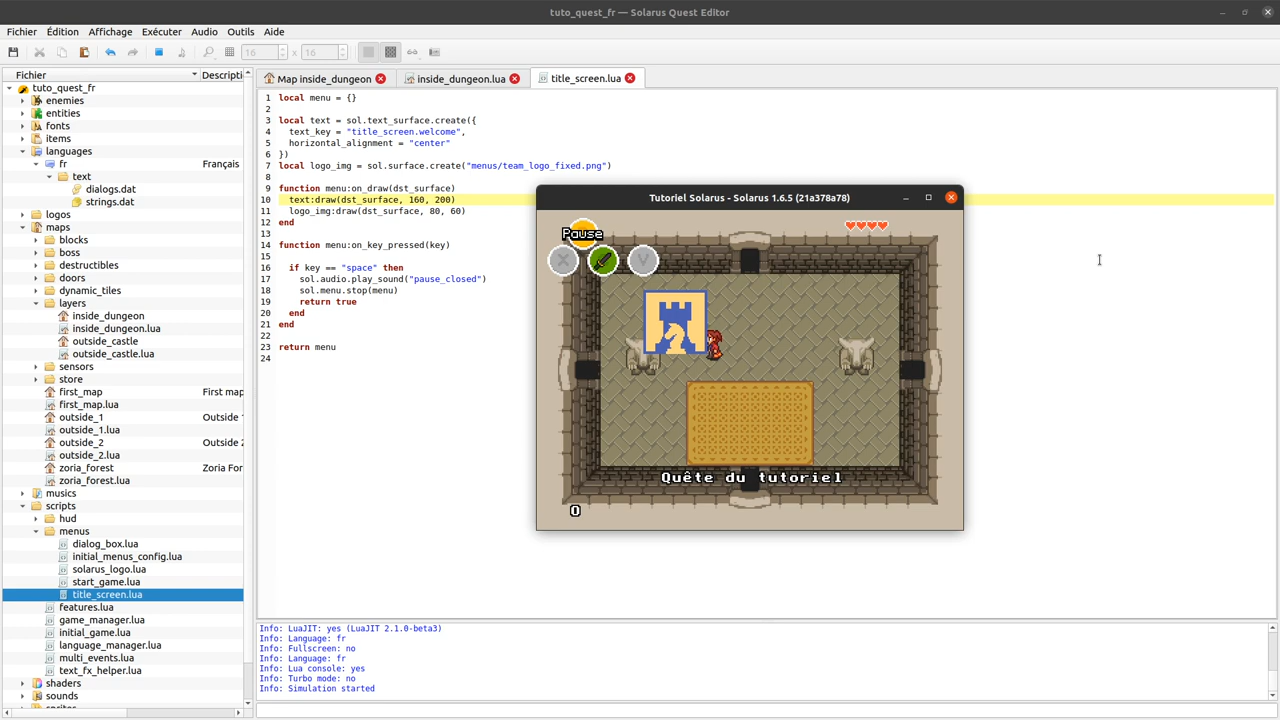 tuto_quest_fr — Solarus Quest Editor
Fichier Édition Affichage Exécuter Audio Outils Aide
16 x 16
Fichier Descripti
Map inside_dungeon inside_dungeon.lua title_screen.lua
tuto_quest_fr
enemies
entities
fonts
items
languages
fr Français
text
dialogs.dat
strings.dat
logos
maps
blocks
boss
destructibles
doors
dynamic_tiles
layers
inside_dungeon
inside_dungeon.lua
outside_castle
outside_castle.lua
sensors
store
first_map First map
first_map.lua
outside_1 Outside
outside_1.lua
outside_2 Outside 2
outside_2.lua
zoria_forest Zoria For
zoria_forest.lua
musics
scripts
hud
menus
dialog_box.lua
initial_menus_config.lua
solarus_logo.lua
start_game.lua
title_screen.lua
features.lua
game_manager.lua
initial_game.lua
language_manager.lua
multi_events.lua
text_fx_helper.lua
shaders
sounds
1 local menu = {}
2
3 local text = sol.text_surface.create({
4 text_key = "title_screen.welcome",
5 horizontal_alignment = "center"
6 })
7 local logo_img = sol.surface.create("menus/team_logo_fixed.png")
8
9 function menu:on_draw(dst_surface)
10 text:draw(dst_surface, 160, 200)
11 logo_img:draw(dst_surface, 80, 60)
12 end
13
14 function menu:on_key_pressed(key)
15
16 if key == "space" then
17 sol.audio.play_sound("pause_closed")
18 sol.menu.stop(menu)
19 return true
20 end
21 end
22
23 return menu
24
Tutoriel Solarus - Solarus 1.6.5 (21a378a78)
Pause
X V
Quête du tutoriel
0
Info: LuaJIT: yes (LuaJIT 2.1.0-beta3)
Info: Language: fr
Info: Fullscreen: no
Info: Language: fr
Info: Lua console: yes
Info: Turbo mode: no
Info: Simulation started